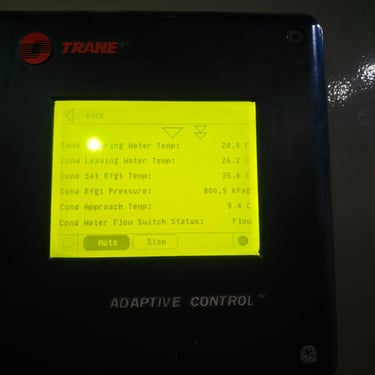 TRANE
Back
Cond Entering Water Temp: 20.9 C
Cond Leaving Water Temp: 26.2 C
Cond Sat Rfgt Temp: 35.6 C
Cond Rfgt Pressure: 800.9 kPag
Cond Approach Temp: 9.4 C
Cond Water Flow Switch Status: Flow
Auto Stop
ADAPTIVE CONTROL™